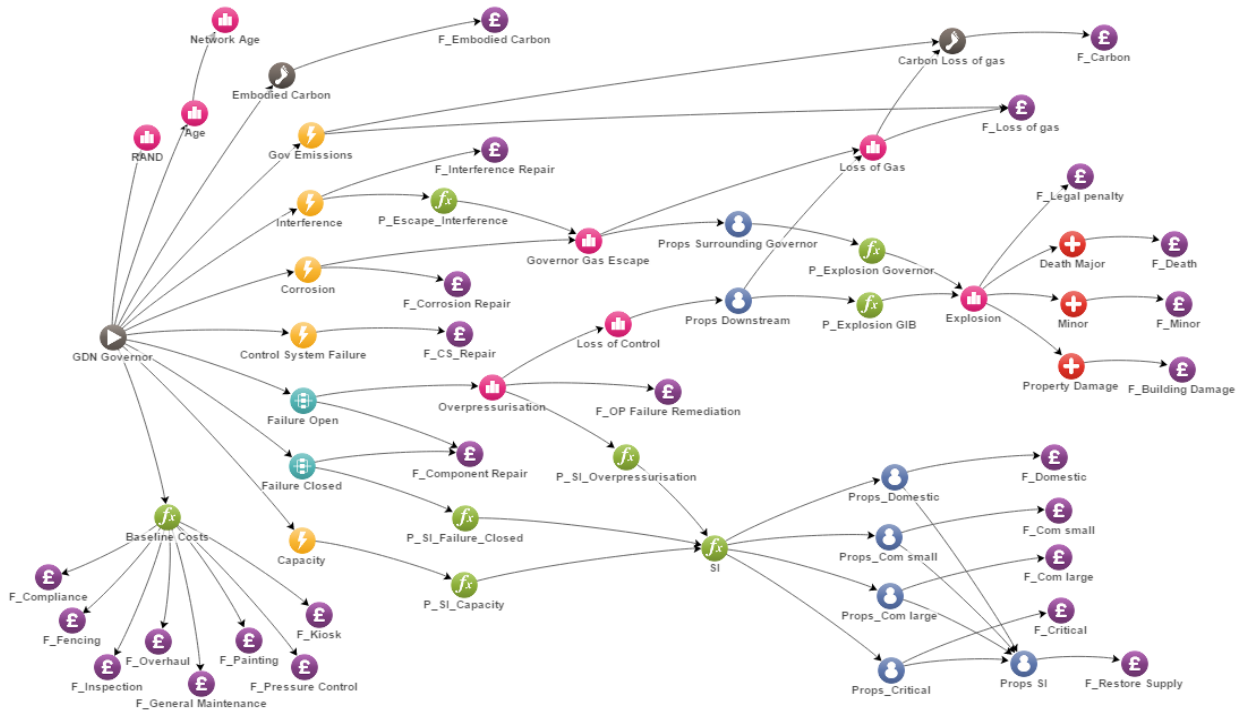 Network Age
F_Embodied Carbon
Carbon Loss of gas
F_Carbon
Embodied Carbon
Age
RAND
Gov Emissions
F_Loss of gas
F_Interference Repair
Loss of Gas
Interference
P_Escape_Interference
F_Legal penalty
Props Surrounding Governor
Governor Gas Escape
P_Explosion Governor
Death Major
F_Death
Corrosion
F_Corrosion Repair
Props Downstream
P_Explosion GIB
Explosion
Minor
F_Minor
GDN Governor
Control System Failure
F_CS_Repair
Loss of Control
Property Damage
F_Building Damage
Failure Open
Overpressurisation
F_OP Failure Remediation
F_Component Repair
P_SI_Overpressurisation
F_Domestic
Failure Closed
Props_Domestic
Baseline Costs
P_SI_Failure_Closed
F_Com small
Capacity
Props_Com small
SI
F_Com large
F_Compliance
P_SI_Capacity
Props_Com large
F_Critical
F_Fencing
F_Kiosk
F_Overhaul
F_Painting
F_Inspection
F_Pressure Control
Props_Critical
Props SI
F_Restore Supply
F_General Maintenance